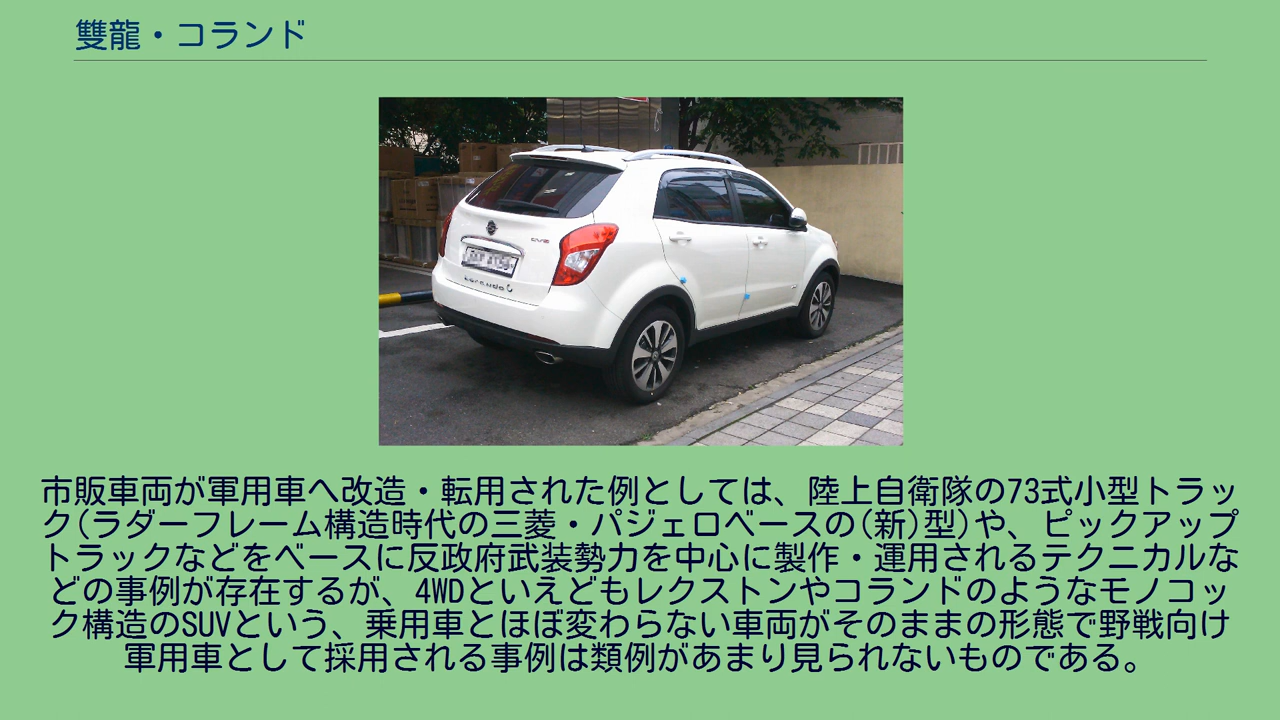 雙龍・コランド
市販車両が軍用車へ改造・転用された例としては、陸上自衛隊の73式小型トラッ
ク(ラダーフレーム構造時代の三菱・パジェロベースの(新)型)や、ピックアップ
トラックなどをベースに反政府武装勢力を中心に製作・運用されるテクニカルな
どの事例が存在するが、4WDといえどもレクストンやコランドのようなモノコッ
ク構造のSUVという、乗用車とほぼ変わらない車両がそのままの形態で野戦向け
軍用車として採用される事例は類例があまり見られないものである。